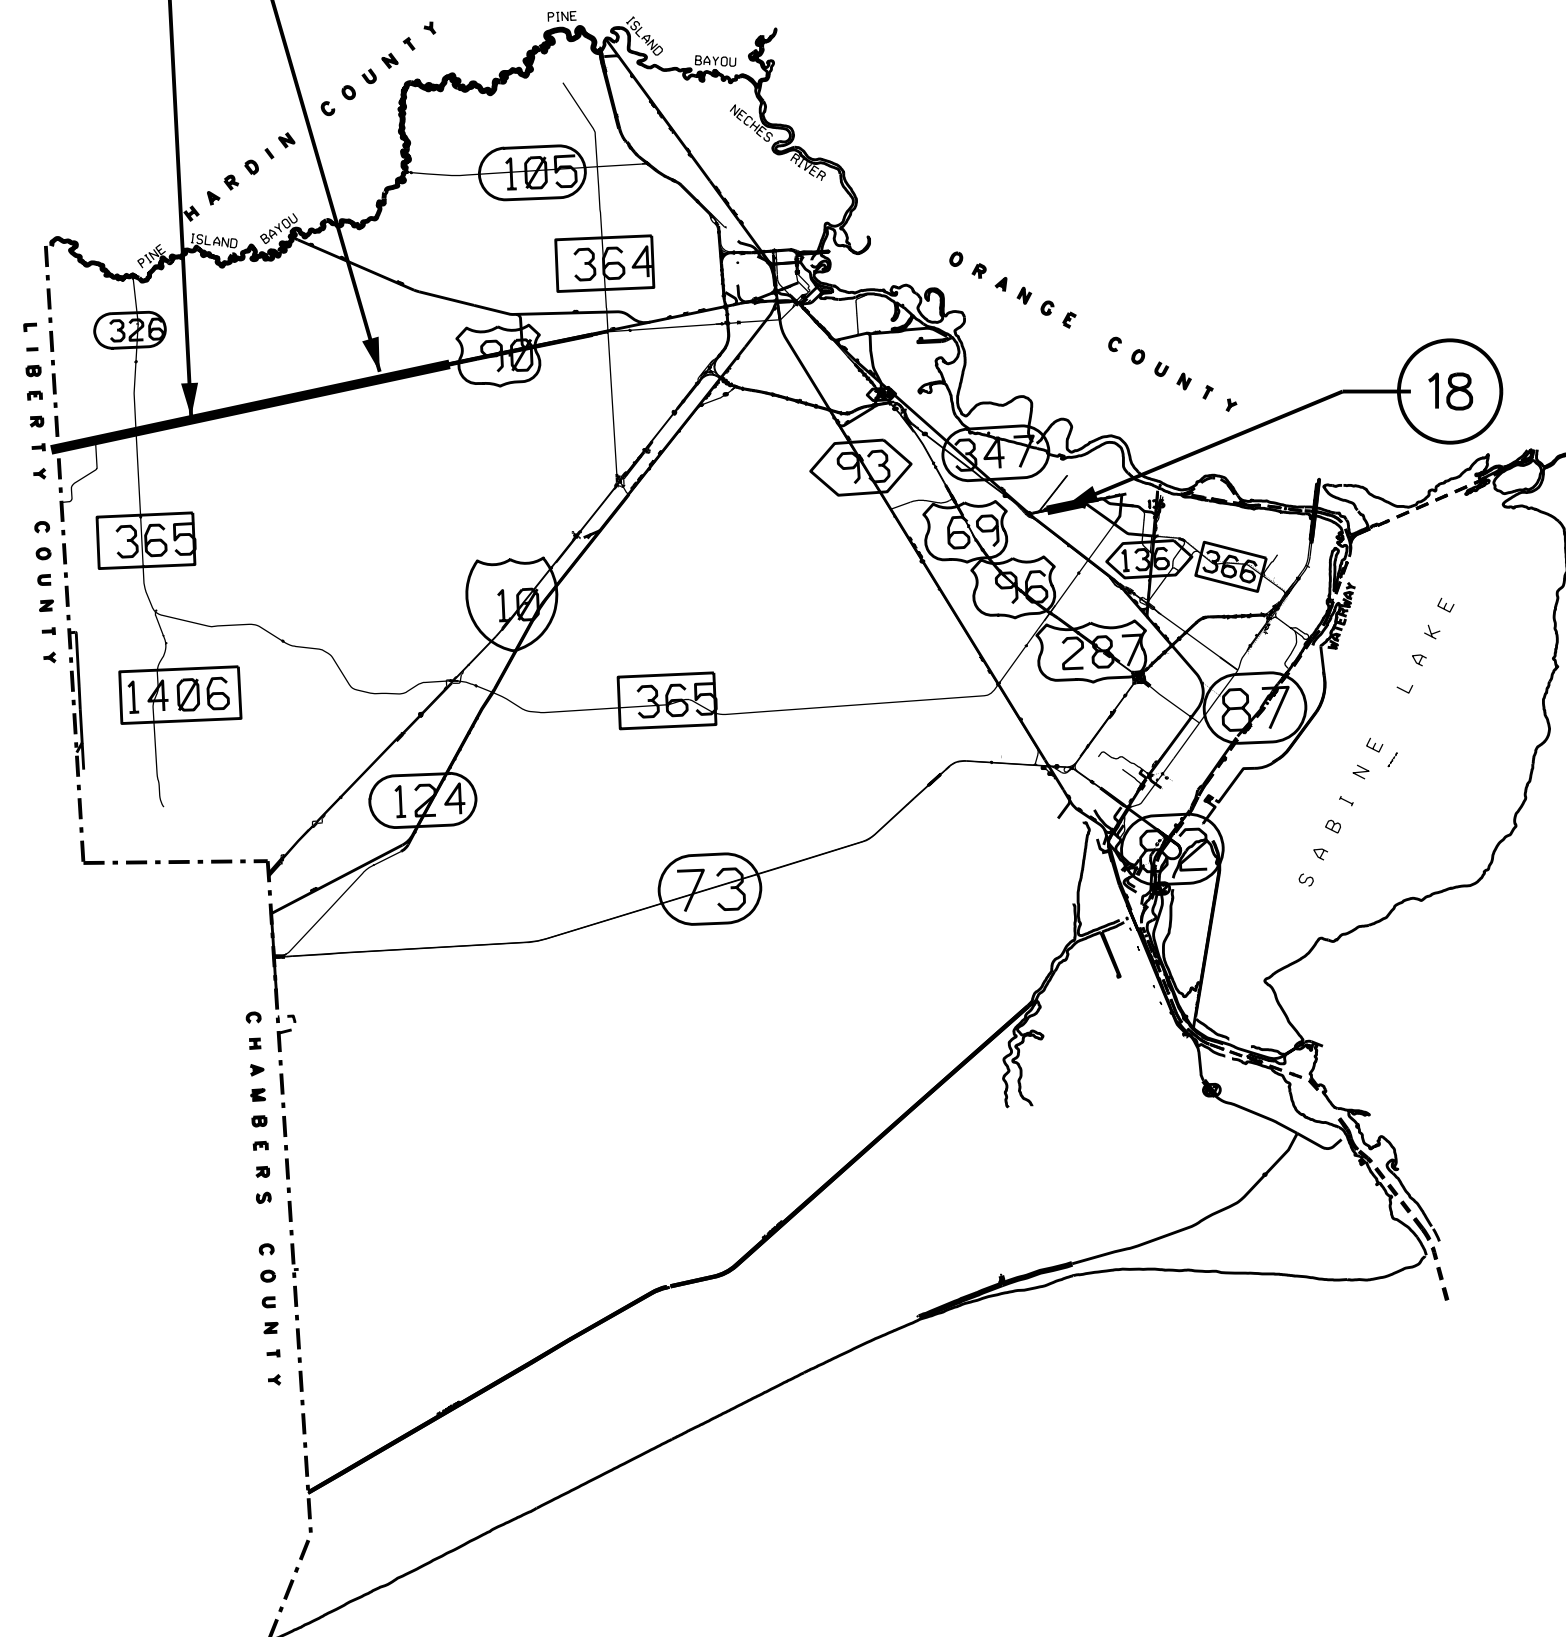 PINE
ISLAND
BAYOU
HARDIN COUNTY
NECHES
RIVER
105
PINE
ISLAND
BAYOU
364
ORANGE COUNTY
326
90
LIBERTY COUNTY
18
93
347
365
69
136
366
10
96
WATERWAY
287
SABINE LAKE
1406
365
87
124
82
73
CHAMBERS COUNTY